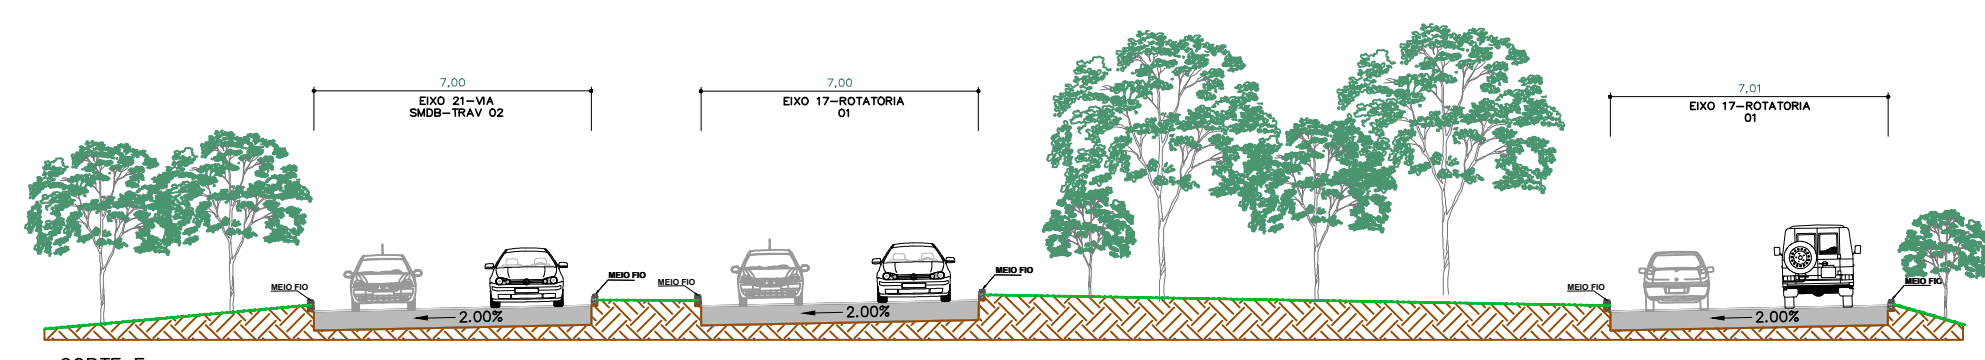 7,00
EIXO 21-VIA
SMDB-TRAV 02
7,00
EIXO 17-ROTATORIA
01
7,01
EIXO 17-ROTATORIA
01
MEIO FIO
MEIO FIO
MEIO FIO
MEIO FIO
MEIO FIO
MEIO FIO
2.00%
2.00%
2.00%